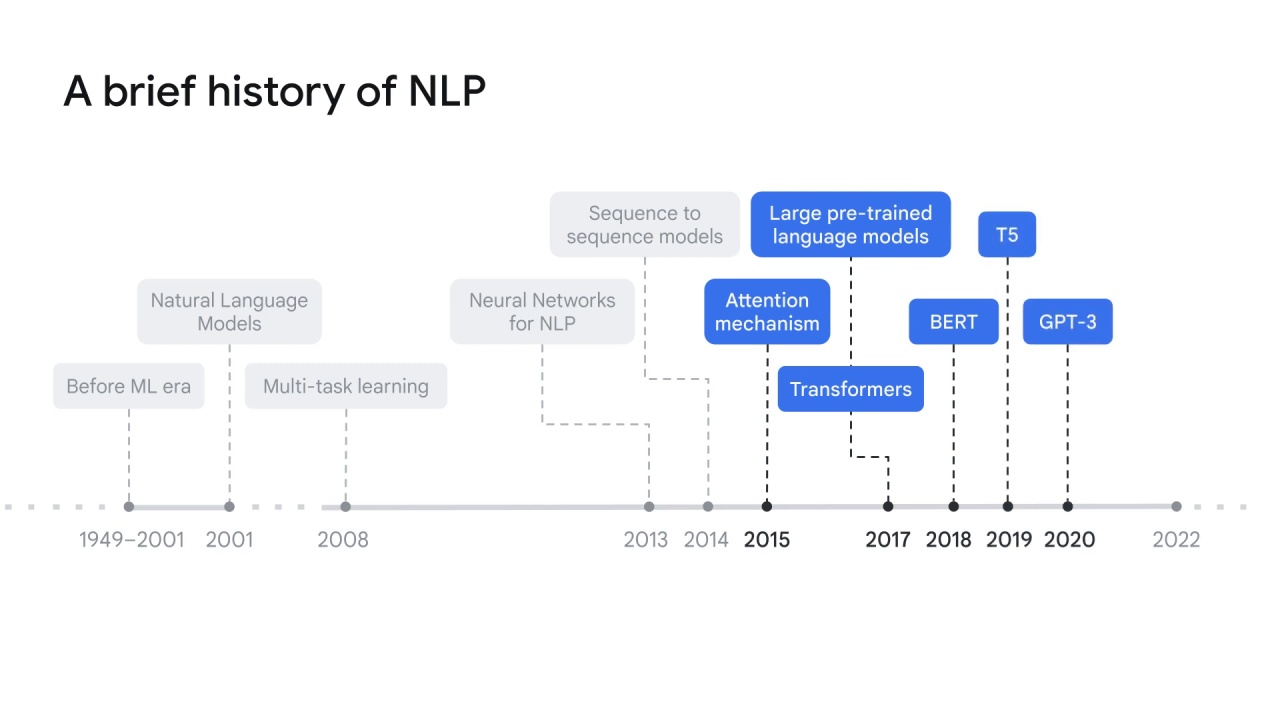 A brief history of NLP
Sequence to
sequence models
Large pre-trained
language models
T5
Natural Language
Models
Neural Networks
for NLP
Attention
mechanism
BERT
GPT-3
Before ML era
Multi-task learning
Transformers
1949–2001
2001
2008
2013
2014
2015
2017
2018
2019
2020
2022